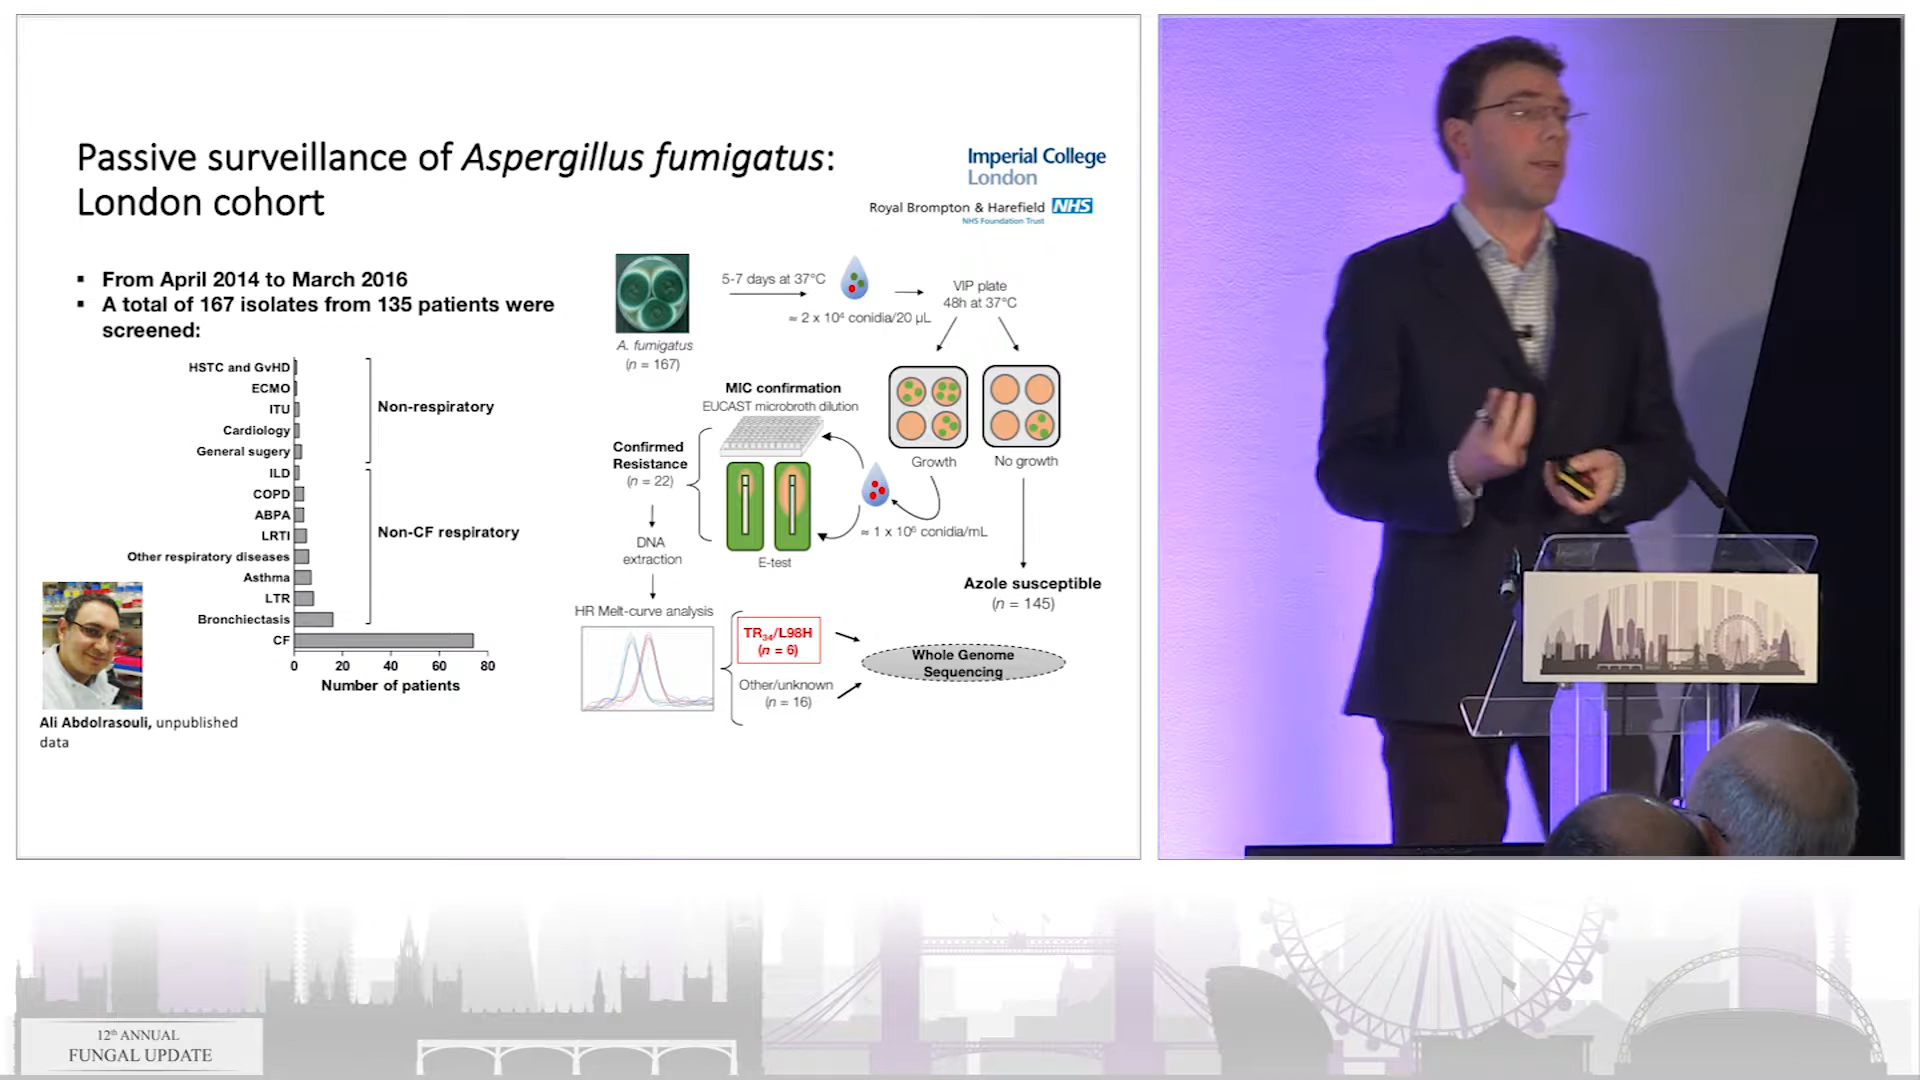 Passive surveillance of Aspergillus fumigatus:
London cohort
Imperial College
London
Royal Brompton & Harefield NHS
NHS Foundation Trust
▪ From April 2014 to March 2016
▪ A total of 167 isolates from 135 patients were
screened:
HSTC and GvHD
ECMO
ITU
Cardiology
General sugery
ILD
COPD
ABPA
LRTI
Other respiratory diseases
Asthma
LTR
Bronchiectasis
CF
Non-respiratory
Non-CF respiratory
0 20 40 60 80
Number of patients
Ali Abdolrasouli, unpublished
data
A. fumigatus
(n = 167)
5-7 days at 37°C
≈ 2 x 10⁴ conidia/20 µL
VIP plate
48h at 37°C
Growth
No growth
MIC confirmation
EUCAST microbroth dilution
Confirmed
Resistance
(n = 22)
E-test
≈ 1 x 10⁶ conidia/mL
Azole susceptible
(n = 145)
DNA
extraction
HR Melt-curve analysis
TR₃₄/L98H
(n = 6)
Other/unknown
(n = 16)
Whole Genome
Sequencing
12th ANNUAL
FUNGAL UPDATE